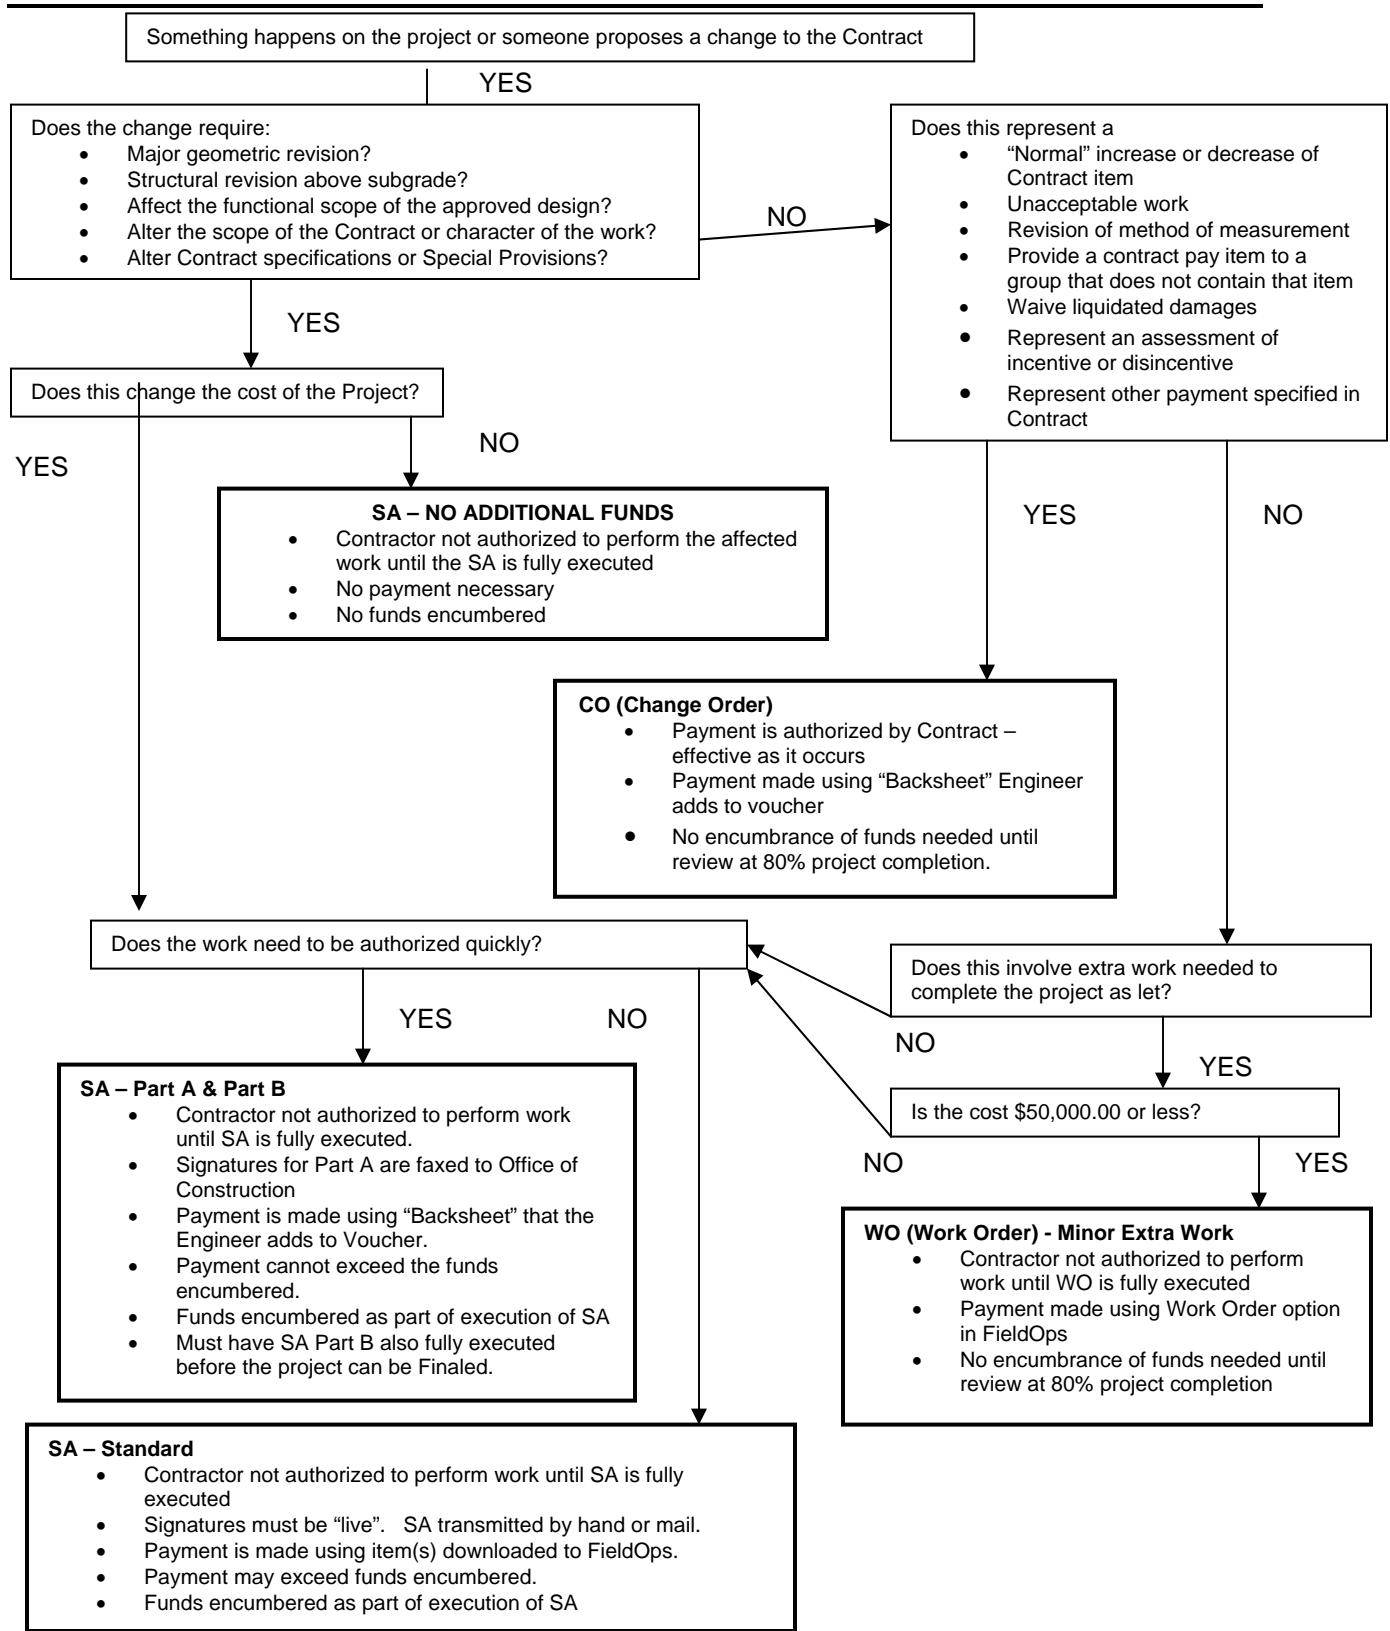 Something happens on the project or someone proposes a change to the Contract
YES
Does the change require:
• Major geometric revision?
• Structural revision above subgrade?
• Affect the functional scope of the approved design?
• Alter the scope of the Contract or character of the work?
• Alter Contract specifications or Special Provisions?
NO
Does this represent a
• “Normal” increase or decrease of
Contract item
• Unacceptable work
• Revision of method of measurement
• Provide a contract pay item to a
group that does not contain that item
• Waive liquidated damages
• Represent an assessment of
incentive or disincentive
• Represent other payment specified in
Contract
YES
Does this change the cost of the Project?
YES
NO
SA – NO ADDITIONAL FUNDS
• Contractor not authorized to perform the affected
work until the SA is fully executed
• No payment necessary
• No funds encumbered
YES
NO
CO (Change Order)
• Payment is authorized by Contract –
effective as it occurs
• Payment made using “Backsheet” Engineer
adds to voucher
• No encumbrance of funds needed until
review at 80% project completion.
Does the work need to be authorized quickly?
YES
NO
Does this involve extra work needed to
complete the project as let?
NO
YES
Is the cost $50,000.00 or less?
NO
YES
SA – Part A & Part B
• Contractor not authorized to perform work
until SA is fully executed.
• Signatures for Part A are faxed to Office of
Construction
• Payment is made using “Backsheet” that the
Engineer adds to Voucher.
• Payment cannot exceed the funds
encumbered.
• Funds encumbered as part of execution of SA
• Must have SA Part B also fully executed
before the project can be Finaled.
WO (Work Order) - Minor Extra Work
• Contractor not authorized to perform
work until WO is fully executed
• Payment made using Work Order option
in FieldOps
• No encumbrance of funds needed until
review at 80% project completion
SA – Standard
• Contractor not authorized to perform work until SA is fully
executed
• Signatures must be “live”. SA transmitted by hand or mail.
• Payment is made using item(s) downloaded to FieldOps.
• Payment may exceed funds encumbered.
• Funds encumbered as part of execution of SA